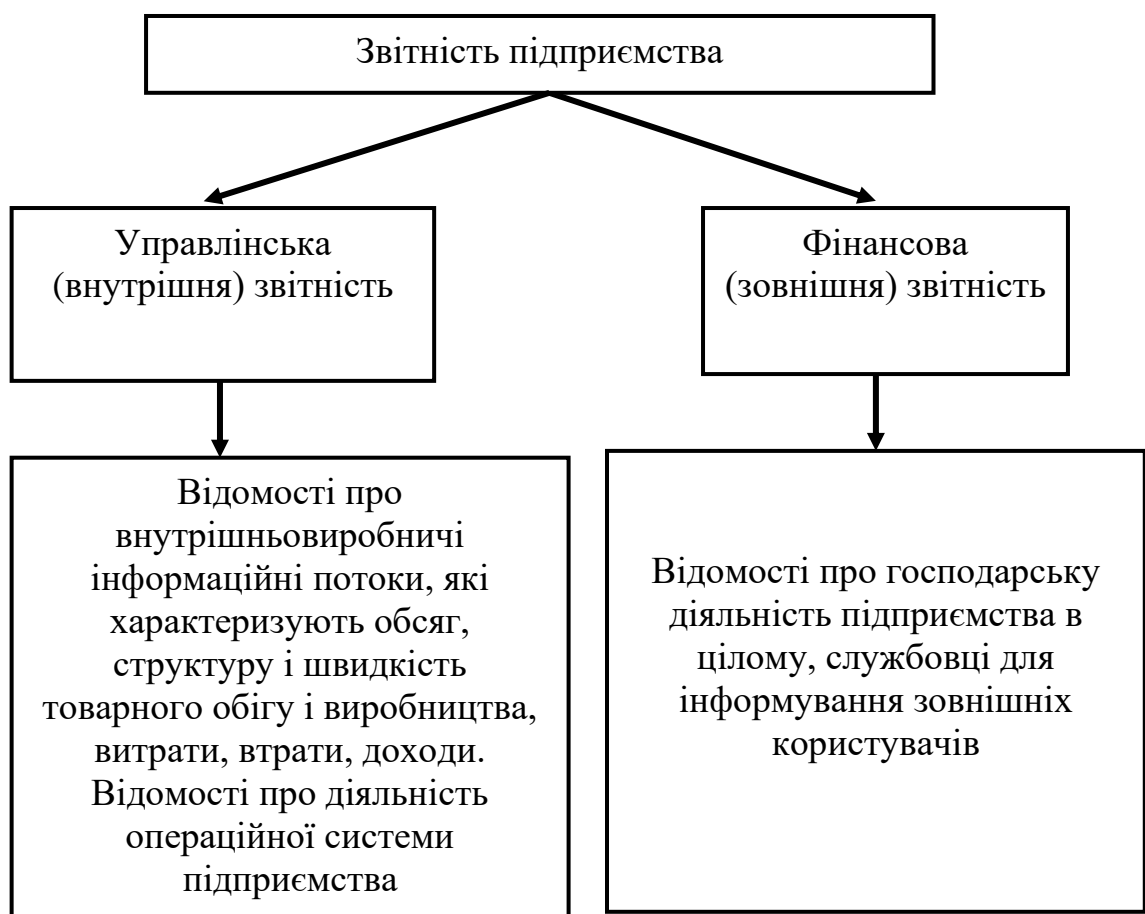 Звітність підприємства
Управлінська
(внутрішня) звітність
Фінансова
(зовнішня) звітність
Відомості про
внутрішньовиробничі
інформаційні потоки, які
характеризують обсяг,
структуру і швидкість
товарного обігу і виробництва,
витрати, втрати, доходи.
Відомості про діяльність
операційної системи
підприємства
Відомості про господарську
діяльність підприємства в
цілому, службовці для
інформування зовнішніх
користувачів